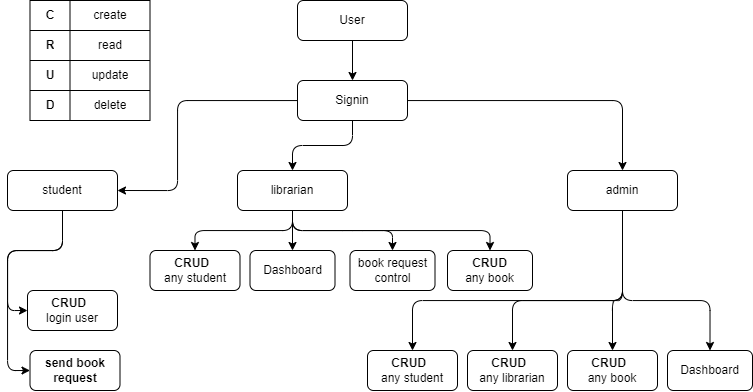 C create
R read
U update
D delete
User
Signin
student
librarian
admin
CRUD
any student
Dashboard
book request
control
CRUD
any book
CRUD
login user
send book
request
CRUD
any student
CRUD
any librarian
CRUD
any book
Dashboard